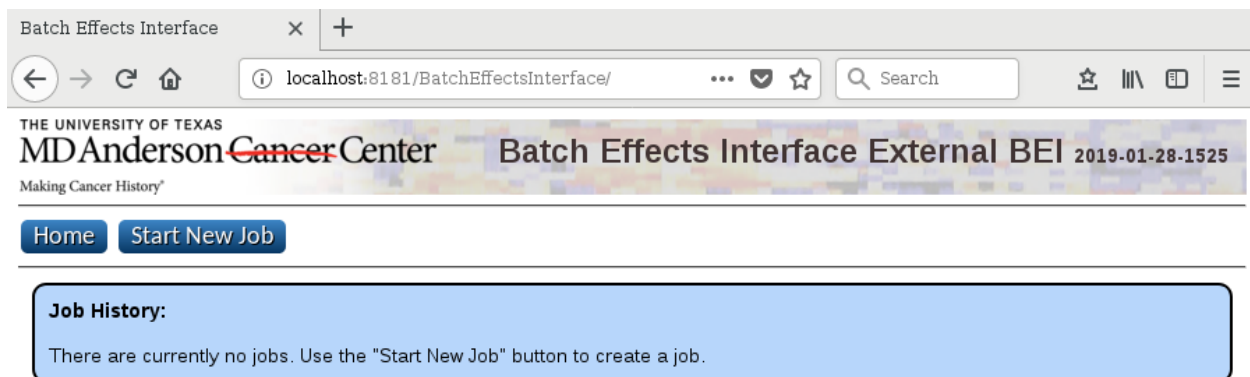 Batch Effects Interface
localhost:8181/BatchEffectsInterface/
Search
THE UNIVERSITY OF TEXAS
MD Anderson Cancer Center
Making Cancer History®
Batch Effects Interface External BEI 2019-01-28-1525
Home
Start New Job
Job History:
There are currently no jobs. Use the "Start New Job" button to create a job.